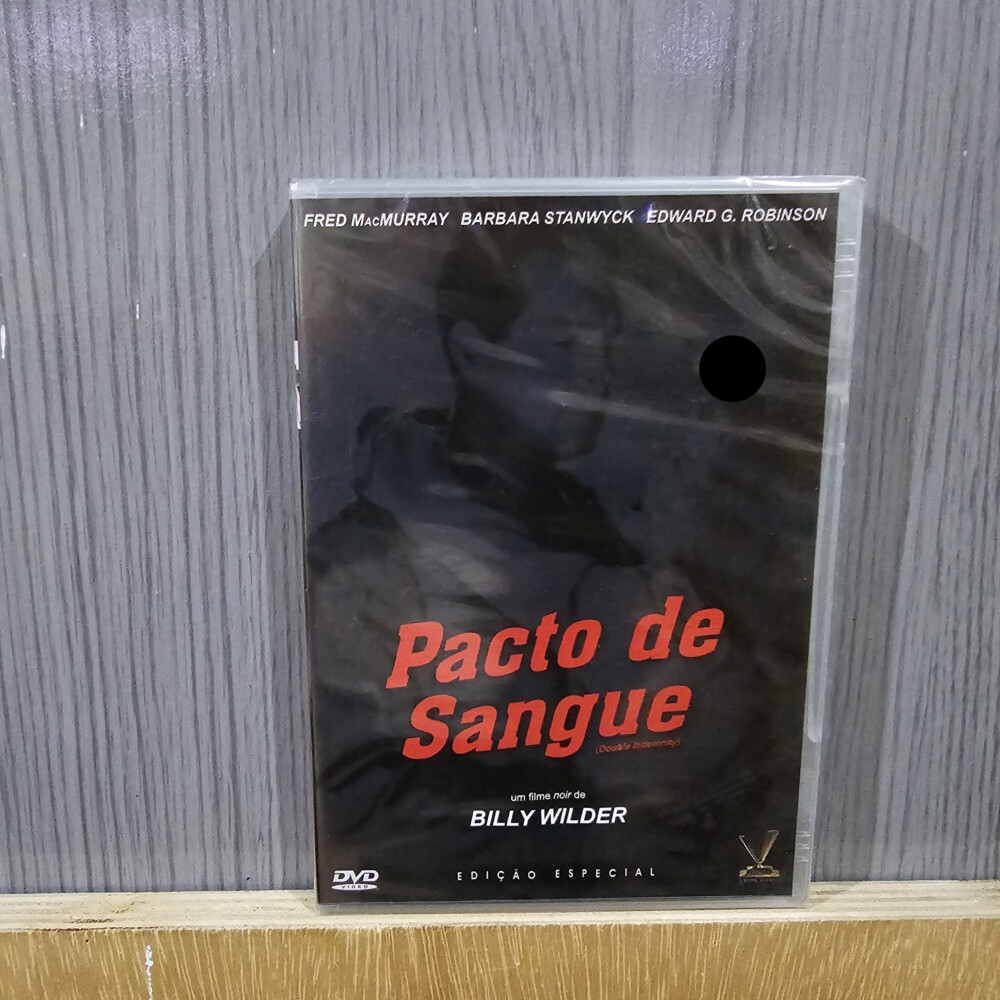 FRED MACMURRAY BARBARA STANWYCK EDWARD G. ROBINSON
Pacto de
Sangue
(Double Indemnity)
um filme noir de
BILLY WILDER
DVD
VIDEO
EDIÇÃO ESPECIAL